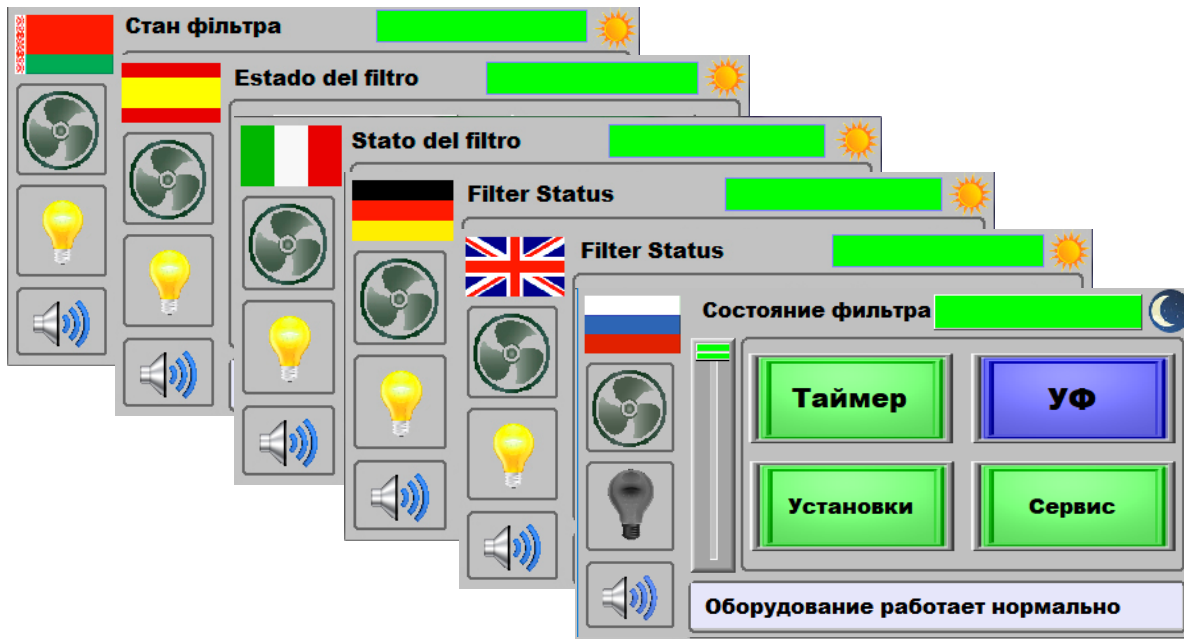 Стан фільтра
Estado del filtro
Stato del filtro
Filter Status
Filter Status
Состояние фильтра
Таймер
УФ
Установки
Сервис
Оборудование работает нормально